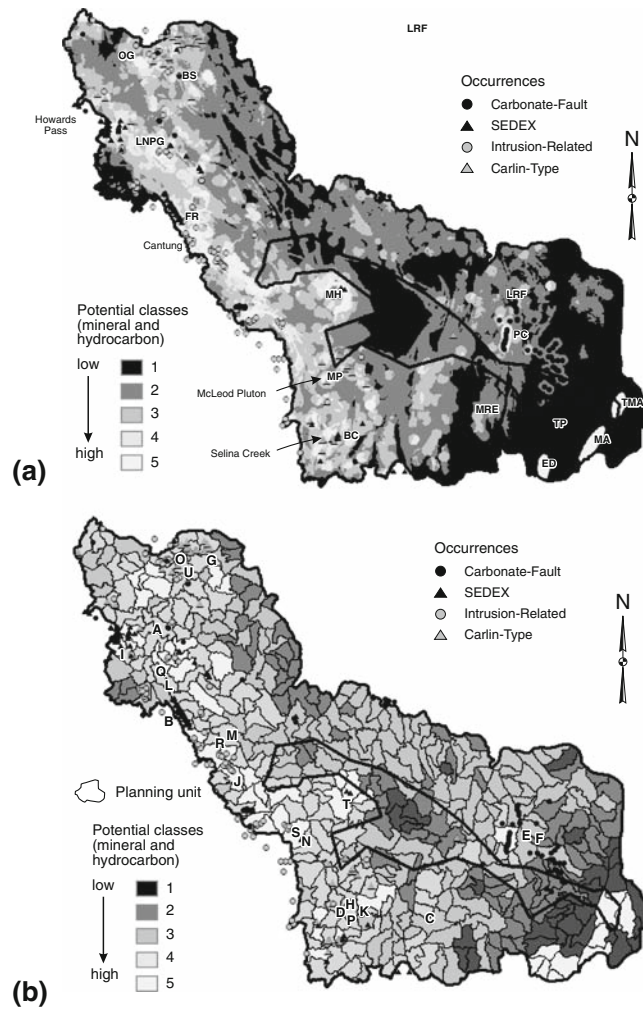 LRF
OG
BS
Occurrences
Carbonate-Fault
SEDEX
Intrusion-Related
Carlin-Type
N
Howards
Pass
LNPG
FR
Cantung
MH
LRF
PC
Potential classes
(mineral and
hydrocarbon)
low
high
1
2
3
4
5
McLeod Pluton
MP
MRE
TMA
TP
MA
BC
Selina Creek
ED
(a)
Occurrences
Carbonate-Fault
SEDEX
Intrusion-Related
Carlin-Type
N
O
G
U
A
I
Q
L
B
M
R
J
T
Planning unit
S
N
E
F
Potential classes
(mineral and
hydrocarbon)
low
high
1
2
3
4
5
H
D
K
P
C
(b)